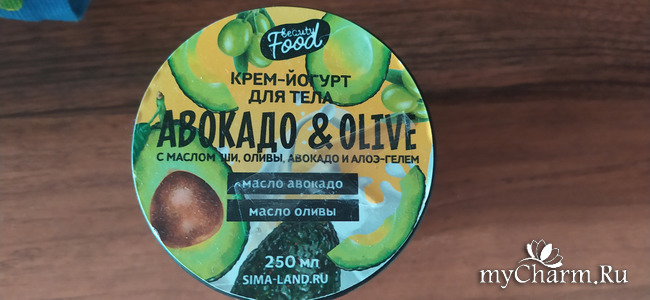 Beauty
Food
КРЕМ-ЙОГУРТ
ДЛЯ ТЕЛА
АВОКАДО & OLIVE
С МАСЛОМ ШИ, ОЛИВЫ, АВОКАДО И АЛОЭ-ГЕЛЕМ
масло авокадо
масло оливы
250 мл
SIMA-LAND.RU
myCharm.Ru